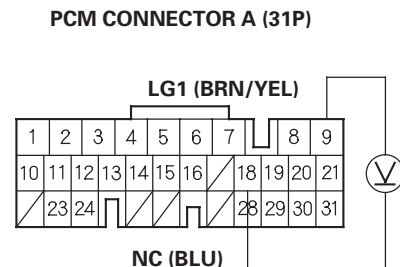 PCM CONNECTOR A (31P)
LG1 (BRN/YEL)
1 2 3 4 5 6 7 8 9
10 11 12 13 14 15 16 18 19 20 21
23 24 28 29 30 31
V
NC (BLU)